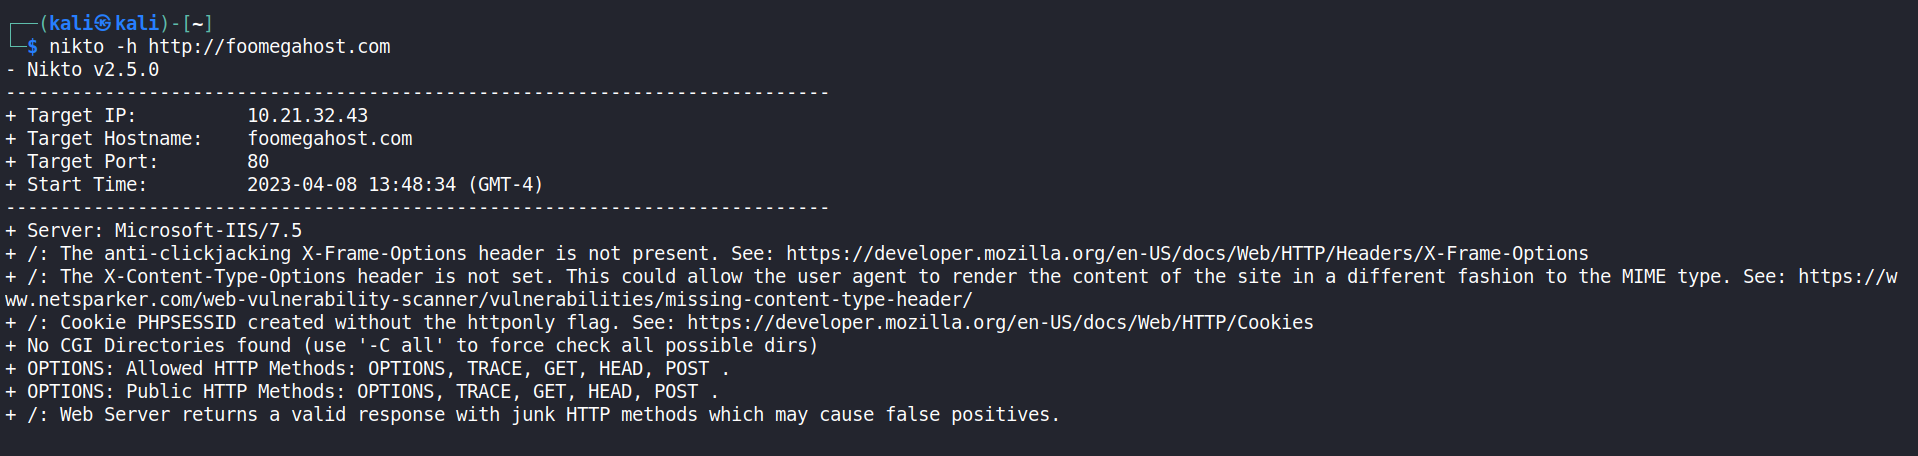 ┌──(kali㉿kali)-[~]
└─$ nikto -h http://foomegahost.com
- Nikto v2.5.0
---------------------------------------------------------------------------
+ Target IP:          10.21.32.43
+ Target Hostname:    foomegahost.com
+ Target Port:        80
+ Start Time:         2023-04-08 13:48:34 (GMT-4)
---------------------------------------------------------------------------
+ Server: Microsoft-IIS/7.5
+ /: The anti-clickjacking X-Frame-Options header is not present. See: https://developer.mozilla.org/en-US/docs/Web/HTTP/Headers/X-Frame-Options
+ /: The X-Content-Type-Options header is not set. This could allow the user agent to render the content of the site in a different fashion to the MIME type. See: https://w
ww.netsparker.com/web-vulnerability-scanner/vulnerabilities/missing-content-type-header/
+ /: Cookie PHPSESSID created without the httponly flag. See: https://developer.mozilla.org/en-US/docs/Web/HTTP/Cookies
+ No CGI Directories found (use '-C all' to force check all possible dirs)
+ OPTIONS: Allowed HTTP Methods: OPTIONS, TRACE, GET, HEAD, POST .
+ OPTIONS: Public HTTP Methods: OPTIONS, TRACE, GET, HEAD, POST .
+ /: Web Server returns a valid response with junk HTTP methods which may cause false positives.